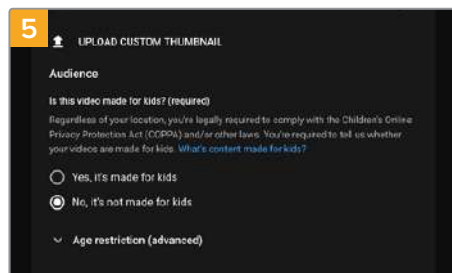 5
UPLOAD CUSTOM THUMBNAIL
Audience
Is this video made for kids? (required)
Regardless of your location, you're legally required to comply with the Children's Online
Privacy Protection Act (COPPA) and/or other laws. You're required to tell us whether
your videos are made for kids. What's content made for kids?
Yes, it's made for kids
No, it's not made for kids
Age restriction (advanced)